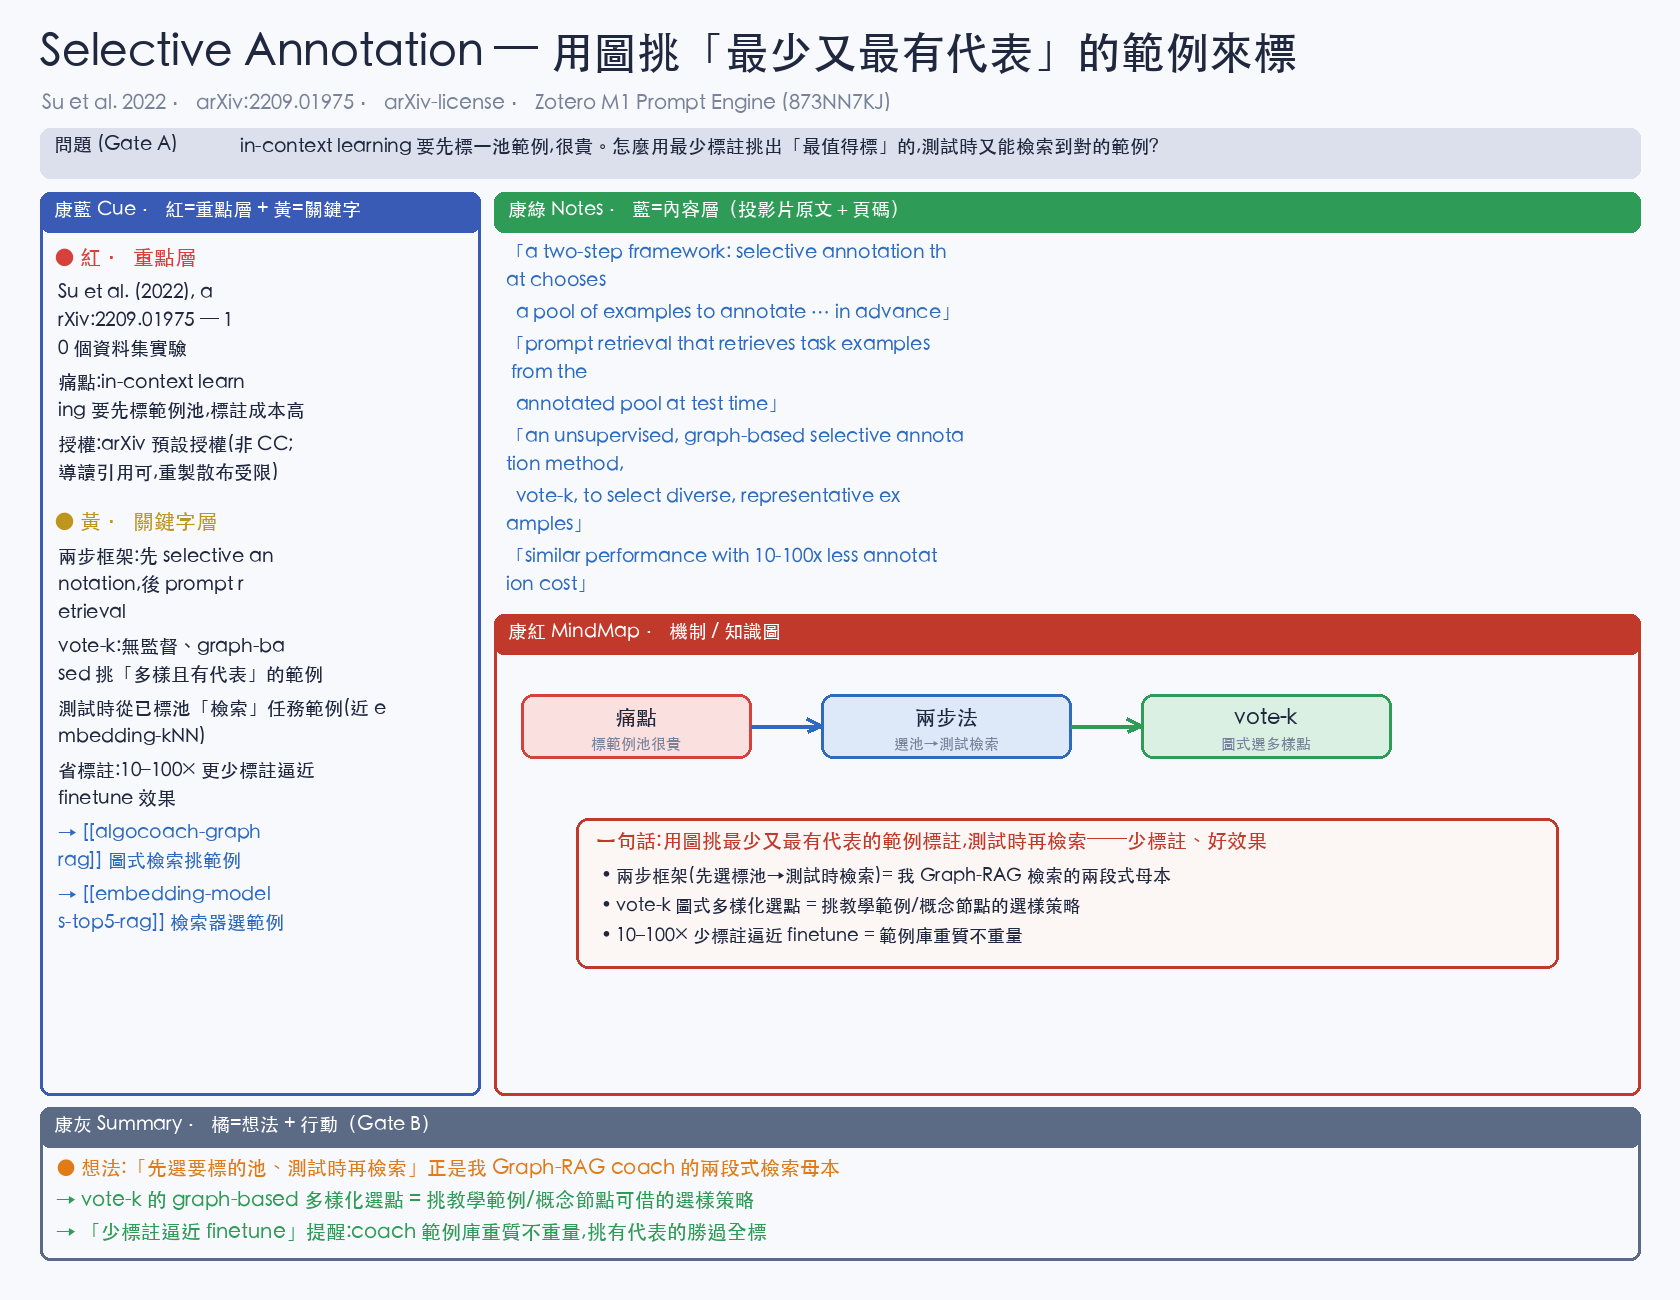 Selective Annotation — 用圖挑「最少又最有代表」的範例來標
Su et al. 2022 · arXiv:2209.01975 · arXiv-license · Zotero M1 Prompt Engine (873NN7KJ)
問題 (Gate A) in-context learning 要先標一池範例,很貴。怎麼用最少標註挑出「最值得標」的,測試時又能檢索到對的範例?
康藍 Cue · 紅=重點層 + 黃=關鍵字
● 紅 · 重點層
Su et al. (2022), a
rXiv:2209.01975 — 1
0 個資料集實驗
痛點:in-context learn
ing 要先標範例池,標註成本高
授權:arXiv 預設授權(非 CC;
導讀引用可,重製散布受限)
● 黃 · 關鍵字層
兩步框架:先 selective an
notation,後 prompt r
etrieval
vote-k:無監督、graph-ba
sed 挑「多樣且有代表」的範例
測試時從已標池「檢索」任務範例(近 e
mbedding-kNN)
省標註:10–100× 更少標註逼近
finetune 效果
→ [[algocoach-graph
rag]] 圖式檢索挑範例
→ [[embedding-model
s-top5-rag]] 檢索器選範例
康綠 Notes · 藍=內容層（投影片原文 + 頁碼）
「a two-step framework: selective annotation th
at chooses
a pool of examples to annotate ⋯ in advance」
「prompt retrieval that retrieves task examples
from the
annotated pool at test time」
「an unsupervised, graph-based selective annota
tion method,
vote-k, to select diverse, representative ex
amples」
「similar performance with 10-100x less annotat
ion cost」
康紅 MindMap · 機制 / 知識圖
痛點
標範例池很貴
兩步法
選池→測試檢索
vote-k
圖式選多樣點
一句話:用圖挑最少又最有代表的範例標註,測試時再檢索——少標註、好效果
• 兩步框架(先選標池→測試時檢索)= 我 Graph-RAG 檢索的兩段式母本
• vote-k 圖式多樣化選點 = 挑教學範例/概念節點的選樣策略
• 10–100× 少標註逼近 finetune = 範例庫重質不重量
康灰 Summary · 橘=想法 + 行動（Gate B）
● 想法:「先選要標的池、測試時再檢索」正是我 Graph-RAG coach 的兩段式檢索母本
→ vote-k 的 graph-based 多樣化選點 = 挑教學範例/概念節點可借的選樣策略
→ 「少標註逼近 finetune」提醒:coach 範例庫重質不重量,挑有代表的勝過全標